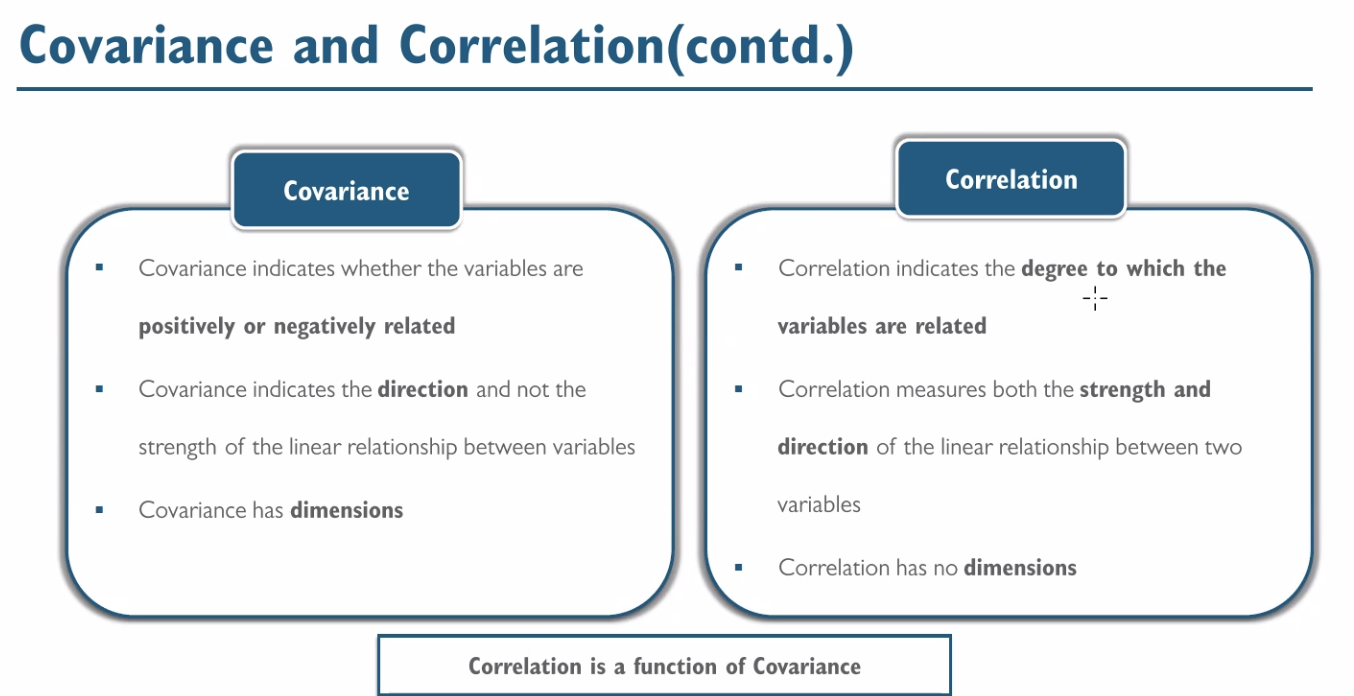 Covariance and Correlation(contd.)
Covariance
Covariance indicates whether the variables are
positively or negatively related
Covariance indicates the direction and not the
strength of the linear relationship between variables
Covariance has dimensions
Correlation
Correlation indicates the degree to which the
variables are related
Correlation measures both the strength and
direction of the linear relationship between two
variables
Correlation has no dimensions
Correlation is a function of Covariance